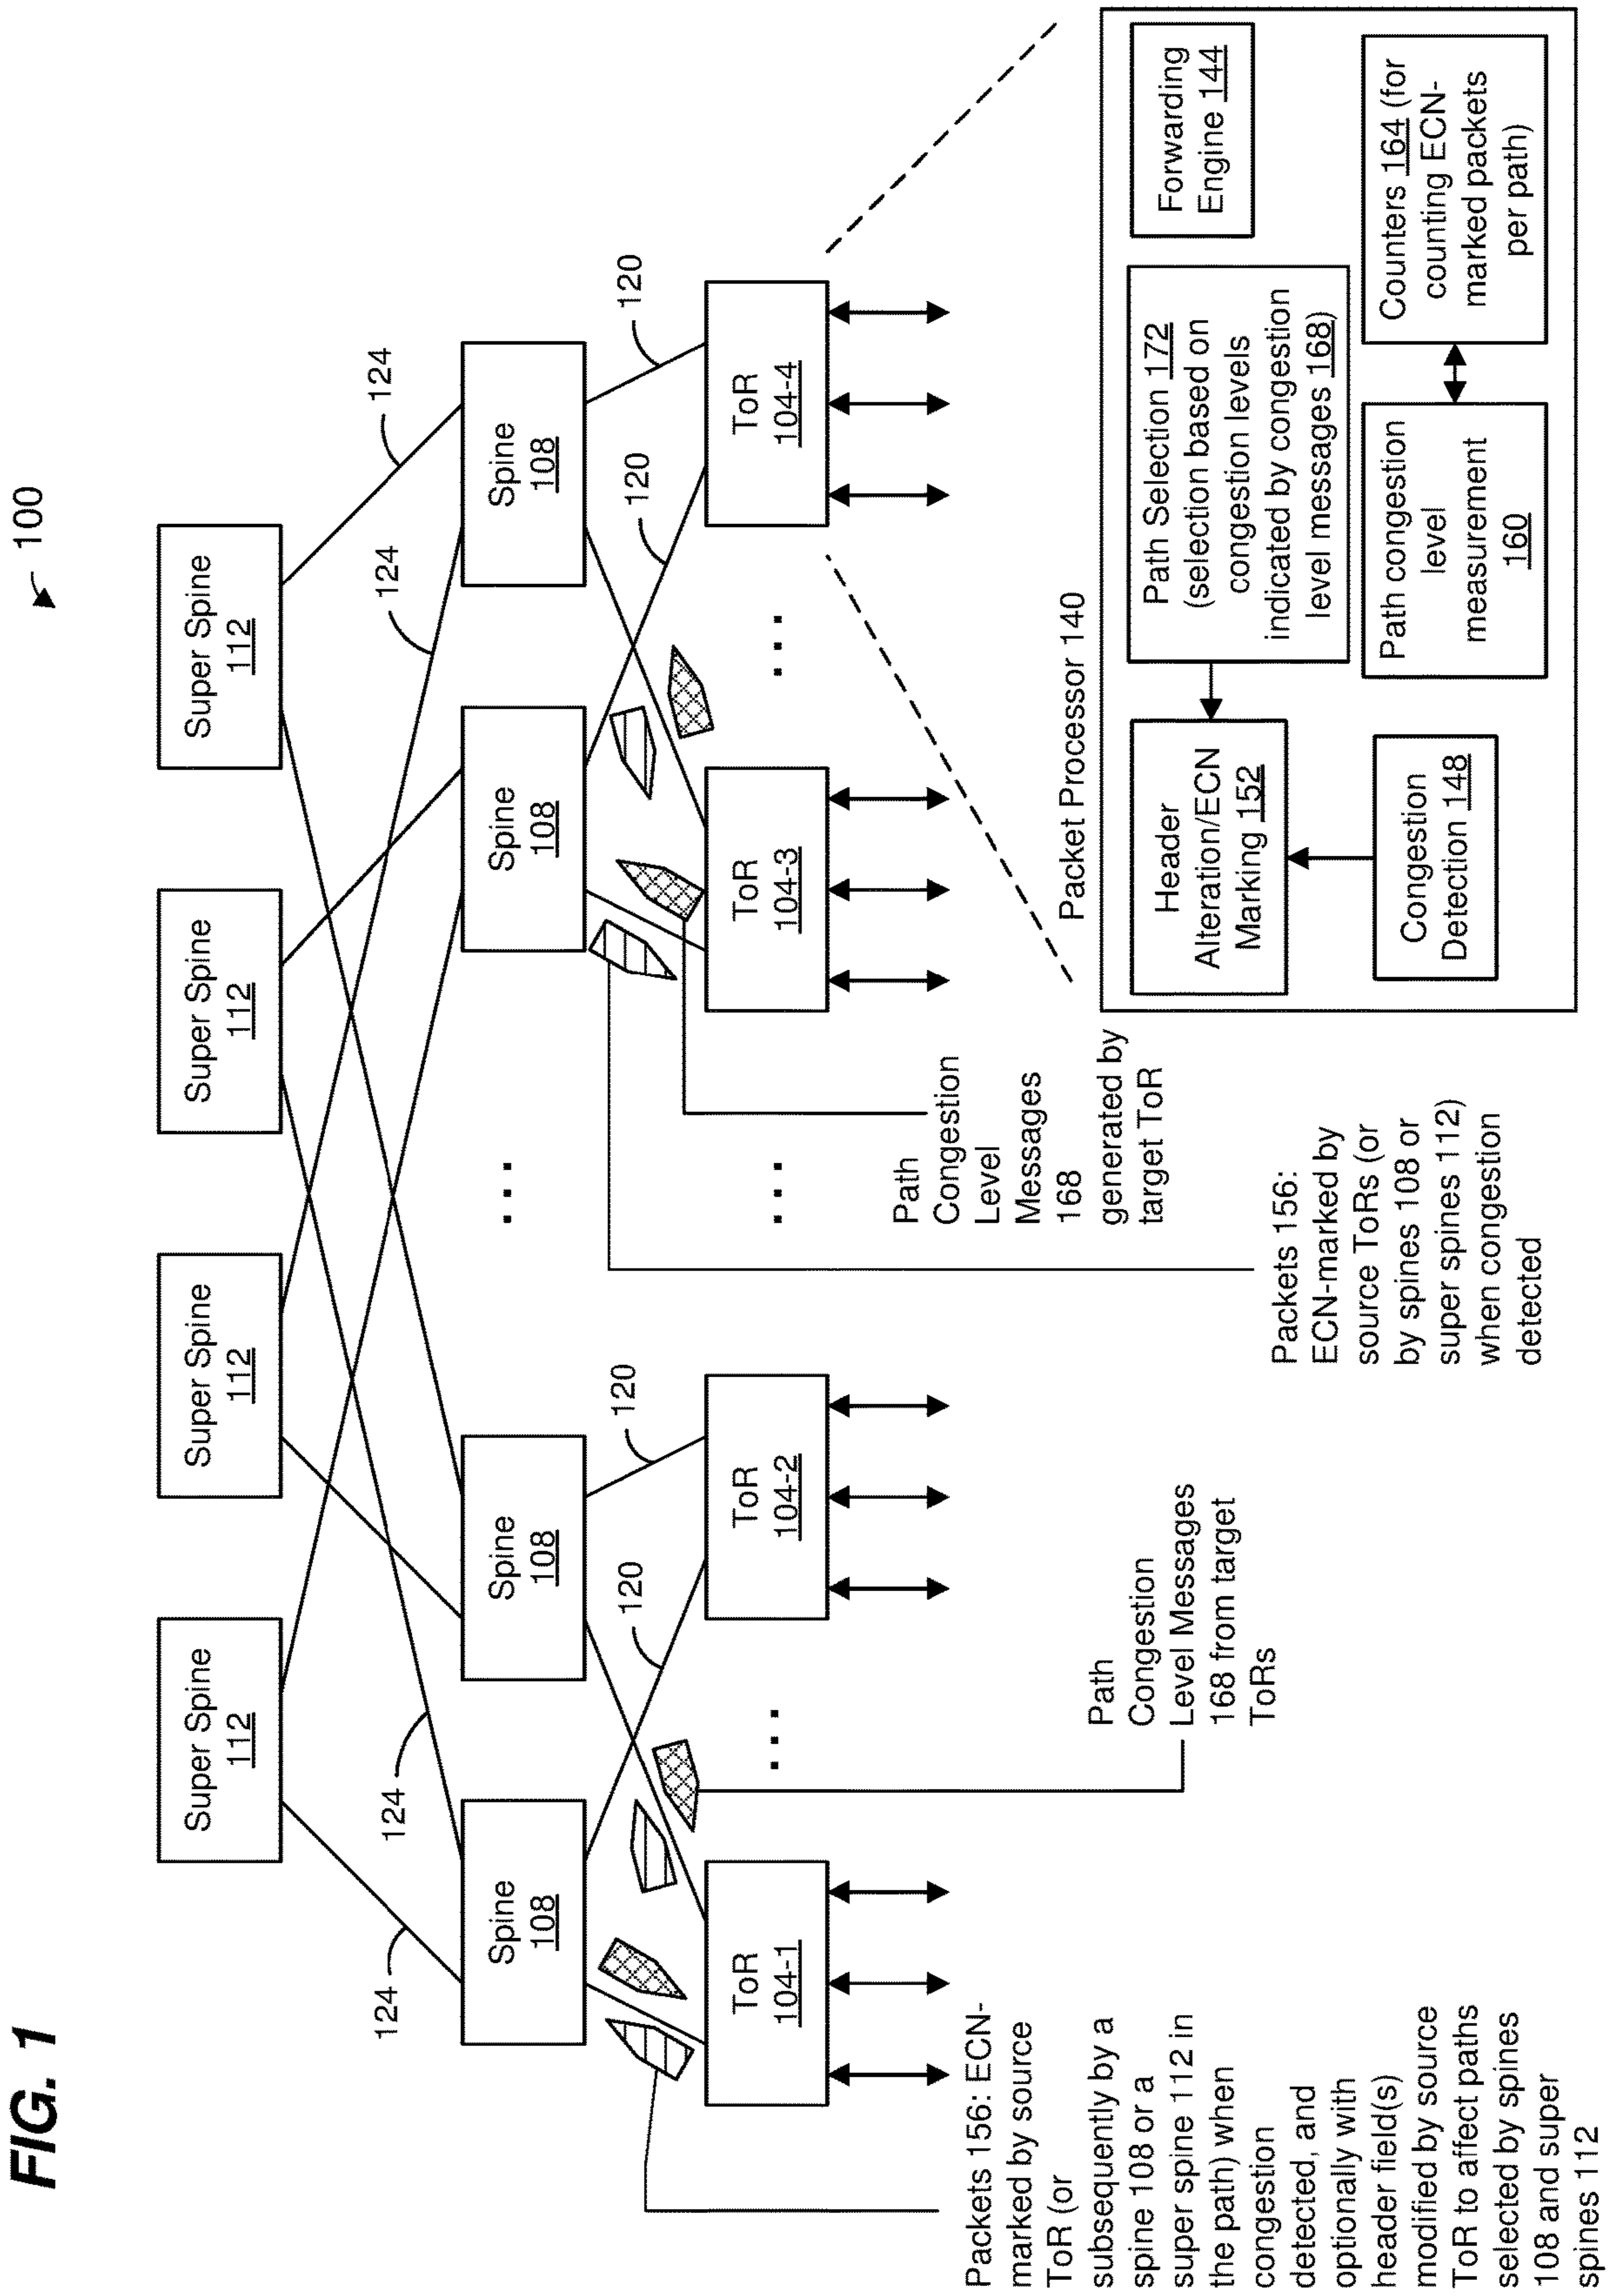 FIG. 1
100
Super Spine
112
Super Spine
112
Super Spine
112
Super Spine
112
124
124
124
124
Spine
108
Spine
108
Spine
108
Spine
108
...
120
120
120
120
ToR
104-1
...
ToR
104-2
...
ToR
104-3
...
ToR
104-4
Packets 156: ECN-
marked by source
ToR (or
subsequently by a
spine 108 or a
super spine 112 in
the path) when
congestion
detected, and
optionally with
header field(s)
modified by source
ToR to affect paths
selected by spines
108 and super
spines 112
Path
Congestion
Level Messages
168 from target
ToRs
Path
Congestion
Level
Messages
168
generated by
target ToR
Packets 156:
ECN-marked by
source ToRs (or
by spines 108 or
super spines 112)
when congestion
detected
Packet Processor 140
Header
Alteration/ECN
Marking 152
Path Selection 172
(selection based on
congestion levels
indicated by congestion
level messages 168)
Forwarding
Engine 144
Congestion
Detection 148
Path congestion
level
measurement
160
Counters 164 (for
counting ECN-
marked packets
per path)